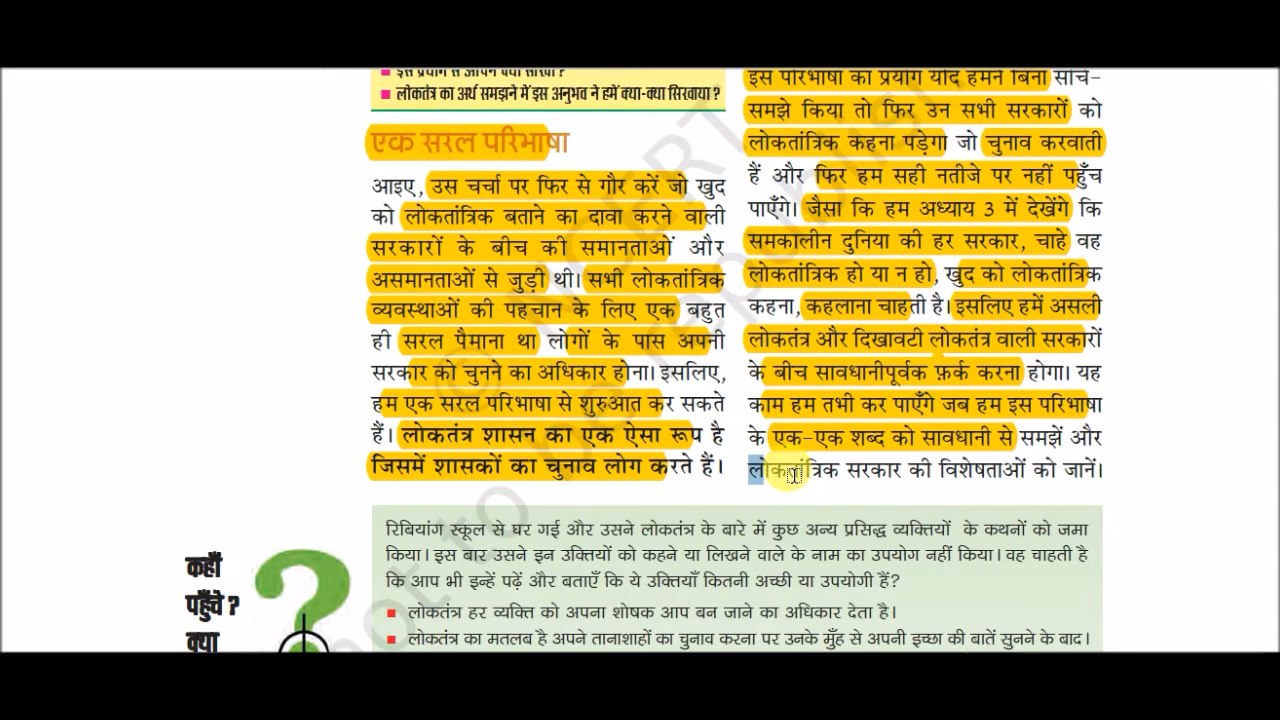 इस प्रयोग से आपने क्या सीखा ?
लोकतंत्र का अर्थ समझने में इस अनुभव ने हमें क्या-क्या सिखाया ?
एक सरल परिभाषा
आइए, उस चर्चा पर फिर से गौर करें जो खुद
को लोकतांत्रिक बताने का दावा करने वाली
सरकारों के बीच की समानताओं और
असमानताओं से जुड़ी थी। सभी लोकतांत्रिक
व्यवस्थाओं की पहचान के लिए एक बहुत
ही सरल पैमाना था लोगों के पास अपनी
सरकार को चुनने का अधिकार होना। इसलिए,
हम एक सरल परिभाषा से शुरुआत कर सकते
हैं। लोकतंत्र शासन का एक ऐसा रूप है
जिसमें शासकों का चुनाव लोग करते हैं।
इस परिभाषा का प्रयोग यदि हमने बिना सोचे-
समझे किया तो फिर उन सभी सरकारों को
लोकतांत्रिक कहना पड़ेगा जो चुनाव करवाती
हैं और फिर हम सही नतीजे पर नहीं पहुँच
पाएँगे। जैसा कि हम अध्याय 3 में देखेंगे कि
समकालीन दुनिया की हर सरकार, चाहे वह
लोकतांत्रिक हो या न हो, खुद को लोकतांत्रिक
कहना, कहलाना चाहती है। इसलिए हमें असली
लोकतंत्र और दिखावटी लोकतंत्र वाली सरकारों
के बीच सावधानीपूर्वक फ़र्क करना होगा। यह
काम हम तभी कर पाएँगे जब हम इस परिभाषा
के एक-एक शब्द को सावधानी से समझें और
लोकतांत्रिक सरकार की विशेषताओं को जानें।
कहाँ
पहुँचे ?
क्या
रिबियांग स्कूल से घर गई और उसने लोकतंत्र के बारे में कुछ अन्य प्रसिद्ध व्यक्तियों के कथनों को जमा
किया। इस बार उसने इन उक्तियों को कहने या लिखने वाले के नाम का उपयोग नहीं किया। वह चाहती है
कि आप भी इन्हें पढ़ें और बताएँ कि ये उक्तियाँ कितनी अच्छी या उपयोगी हैं?
लोकतंत्र हर व्यक्ति को अपना शोषक आप बन जाने का अधिकार देता है।
लोकतंत्र का मतलब है अपने तानाशाहों का चुनाव करना पर उनके मुँह से अपनी इच्छा की बातें सुनने के बाद।
© NCERT
not to be republis